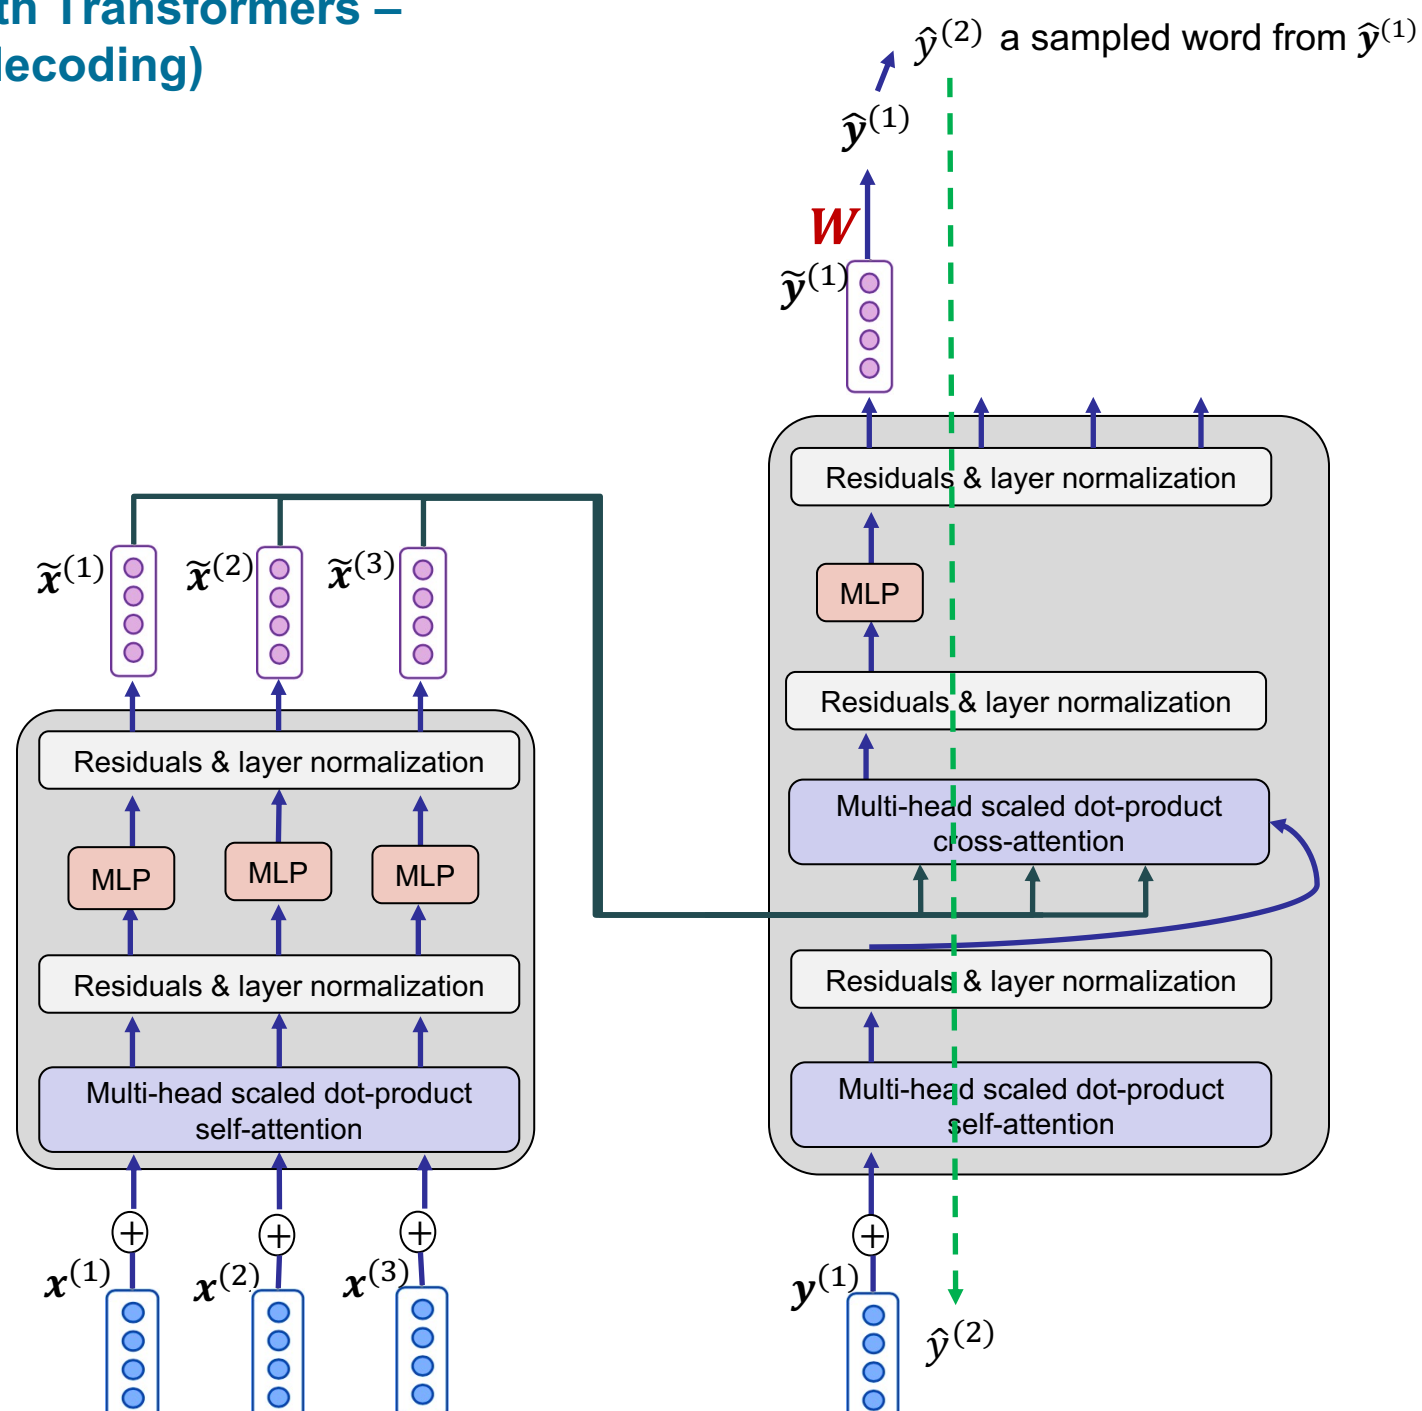 th Transformers –
decoding)
ŷ⁽²⁾ a sampled word from ŷ⁽¹⁾
ŷ⁽¹⁾
W
ỹ⁽¹⁾
Residuals & layer normalization
MLP
Residuals & layer normalization
Multi-head scaled dot-product
cross-attention
Residuals & layer normalization
Multi-head scaled dot-product
self-attention
+
y⁽¹⁾
ŷ⁽²⁾
x̃⁽¹⁾ x̃⁽²⁾ x̃⁽³⁾
Residuals & layer normalization
MLP MLP MLP
Residuals & layer normalization
Multi-head scaled dot-product
self-attention
+ + +
x⁽¹⁾ x⁽²⁾ x⁽³⁾